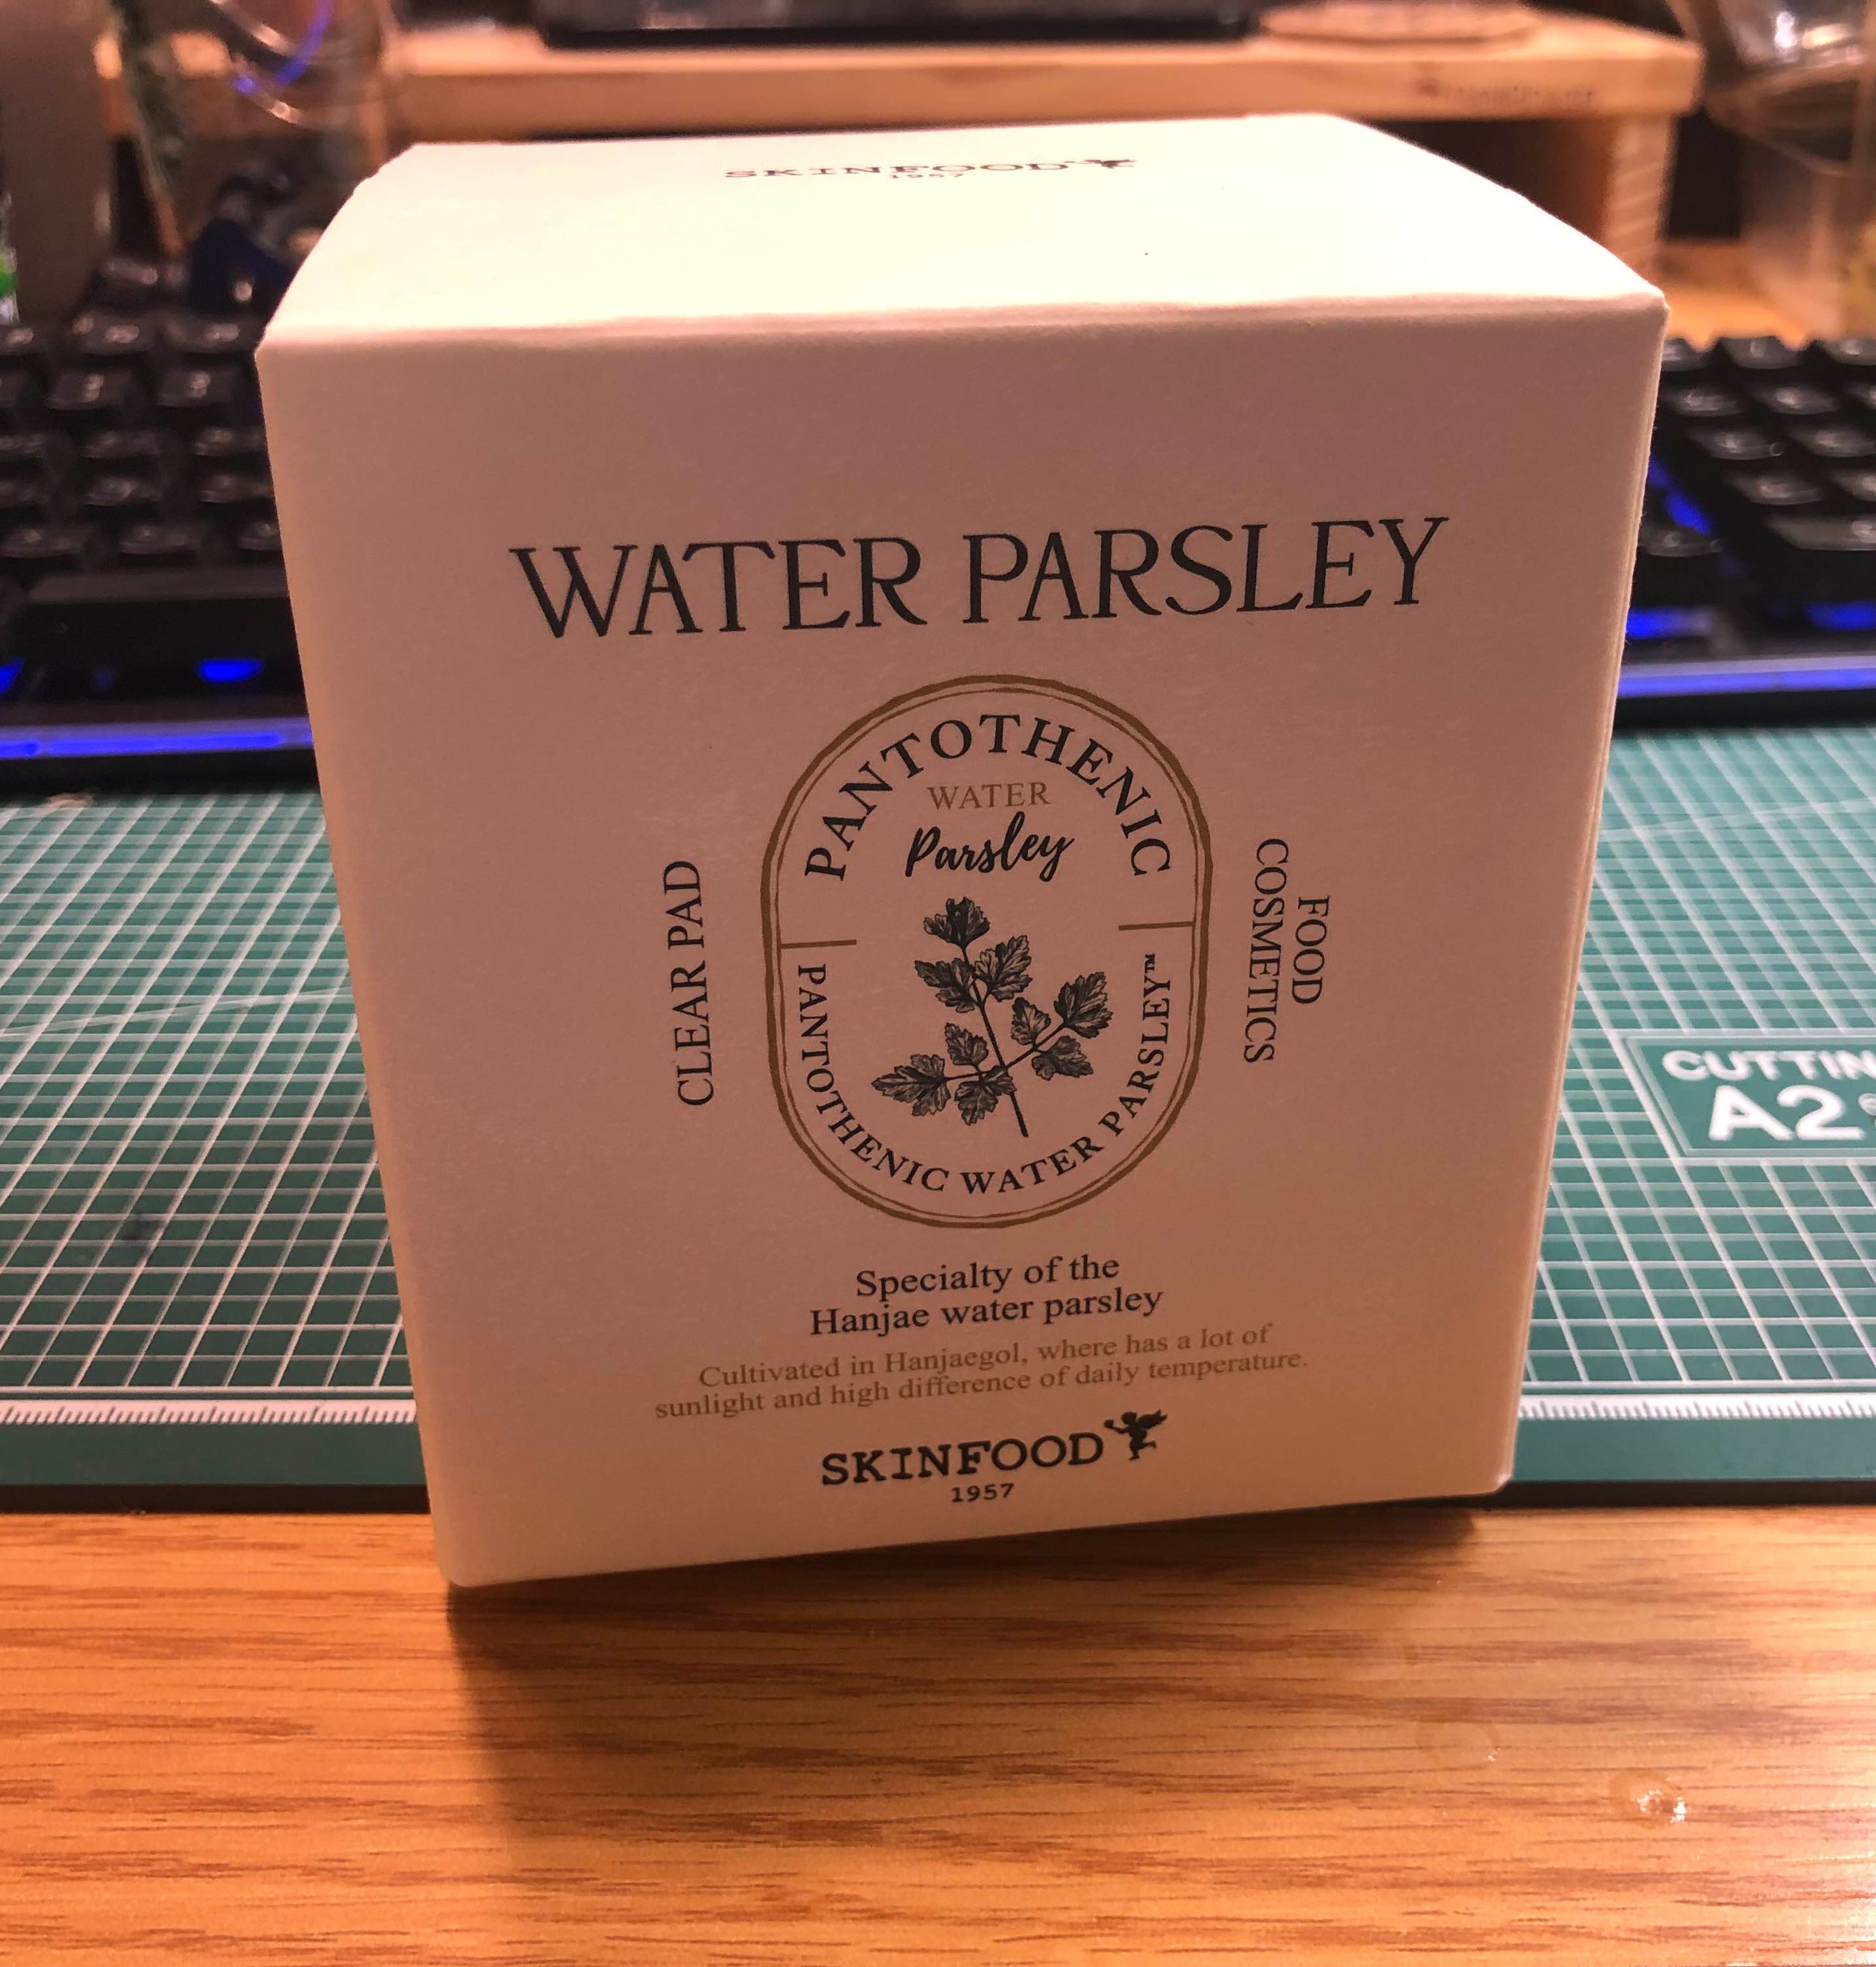 SKINFOOD
1957
WATER PARSLEY
PANTOTHENIC
WATER
Parsley
PANTOTHENIC WATER PARSLEY™
CLEAR PAD
FOOD
COSMETICS
Specialty of the
Hanjae water parsley
Cultivated in Hanjaegol, where has a lot of
sunlight and high difference of daily temperature.
SKINFOOD
1957
A2